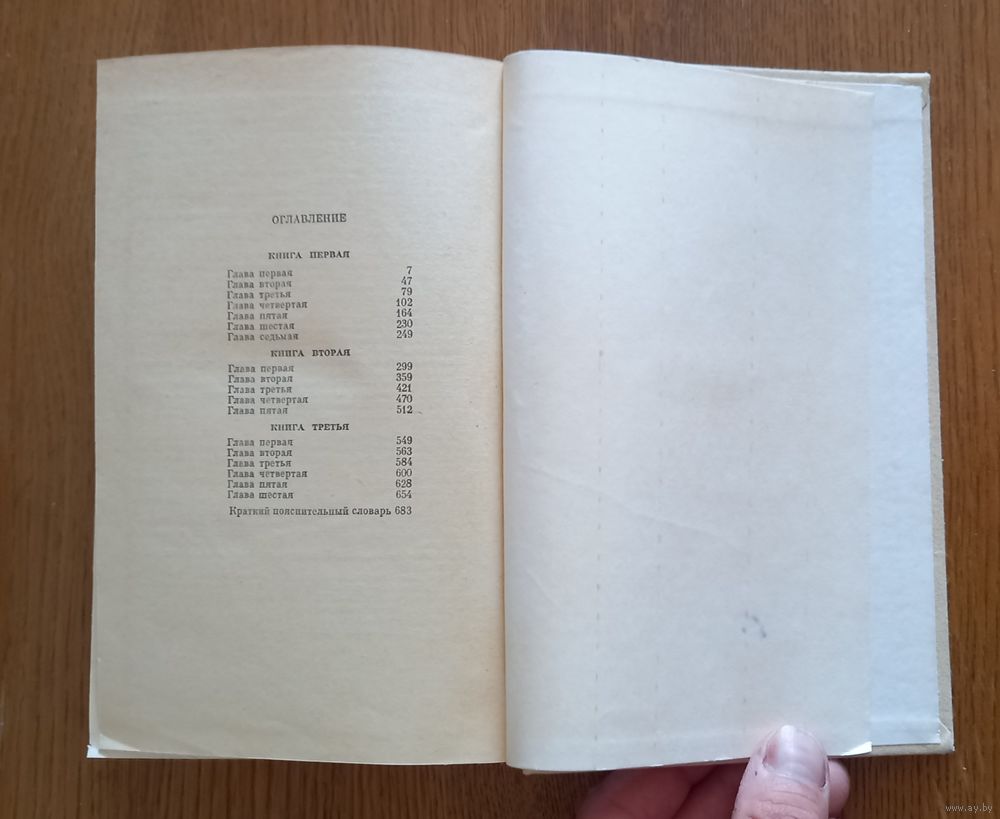 ОГЛАВЛЕНИЕ
КНИГА ПЕРВАЯ
Глава первая 7
Глава вторая 47
Глава третья 79
Глава четвертая 102
Глава пятая 164
Глава шестая 230
Глава седьмая 249
КНИГА ВТОРАЯ
Глава первая 299
Глава вторая 359
Глава третья 421
Глава четвертая 470
Глава пятая 512
КНИГА ТРЕТЬЯ
Глава первая 549
Глава вторая 563
Глава третья 584
Глава четвертая 600
Глава пятая 628
Глава шестая 654
Краткий пояснительный словарь 683
www.ay.by